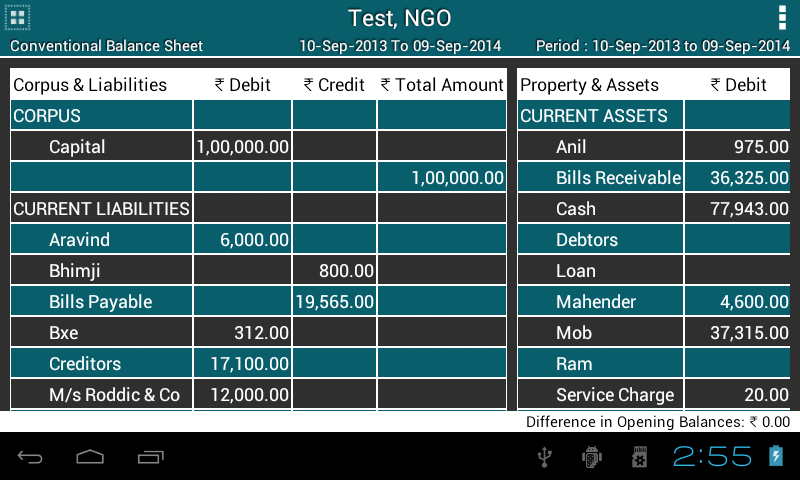 Test, NGO
Conventional Balance Sheet 10-Sep-2013 To 09-Sep-2014 Period : 10-Sep-2013 to 09-Sep-2014
Corpus & Liabilities ₹ Debit ₹ Credit ₹ Total Amount Property & Assets ₹ Debit
CORPUS CURRENT ASSETS
Capital 1,00,000.00 Anil 975.00
1,00,000.00 Bills Receivable 36,325.00
CURRENT LIABILITIES Cash 77,943.00
Aravind 6,000.00 Debtors
Bhimji 800.00 Loan
Bills Payable 19,565.00 Mahender 4,600.00
Bxe 312.00 Mob 37,315.00
Creditors 17,100.00 Ram
M/s Roddic & Co 12,000.00 Service Charge 20.00
Difference in Opening Balances: ₹ 0.00
2:55